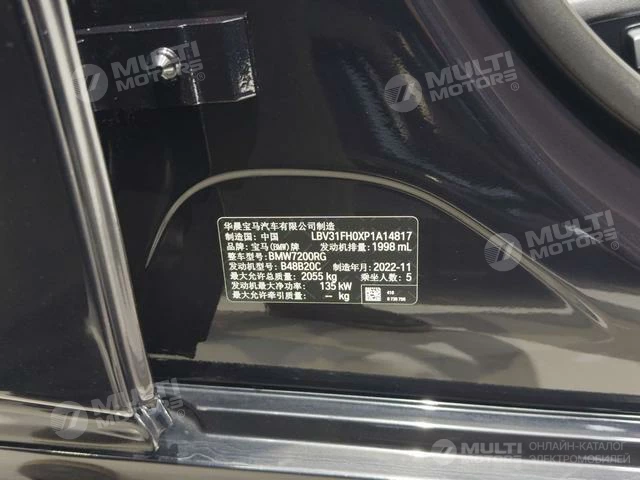 MULTI
MOTORS®
MULTI
MOTORS®
华晨宝马汽车有限公司制造
制造国: 中国 LBV31FH0XP1A14817
品牌: 宝马(BMW)牌 发动机排量: 1998 mL
整车型号: BMW7200RG
发动机型号: B48B20C 制造年月: 2022-11
最大允许总质量: 2055 kg 乘坐人数: 5
发动机最大净功率: 135 kW
最大允许牵引质量: — kg
416
MULTI
MOTORS®
MULTI
MOTORS®
MULTI
MOTORS
ОНЛАЙН-КАТАЛОГ
ЭЛЕКТРОМОБИЛЕЙ